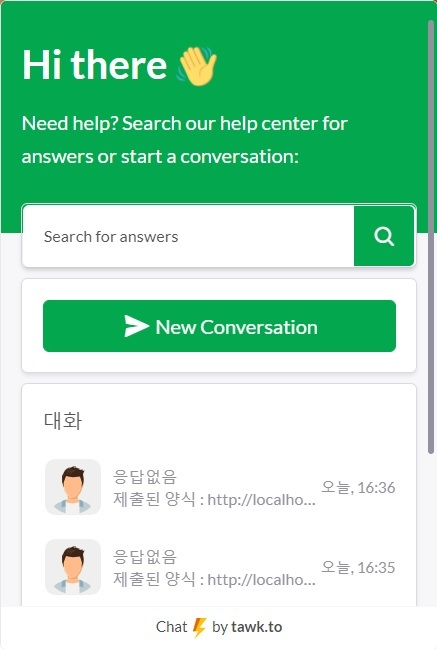 Hi there 👋
Need help? Search our help center for
answers or start a conversation:
Search for answers
New Conversation
대화
응답없음
제출된 양식 : http://localho... 오늘, 16:36
응답없음
제출된 양식 : http://localho... 오늘, 16:35
Chat ⚡ by tawk.to